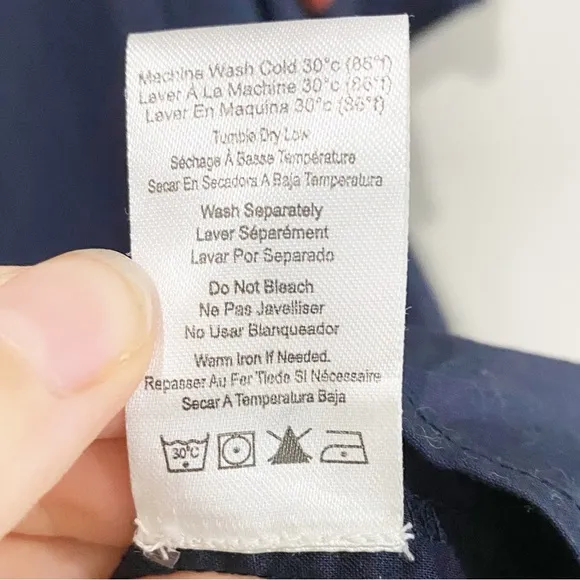 Machine Wash Cold 30°c (86°f)
Laver À La Machine 30°c (86°f)
Laver En Maquina 30°c (86°f)
Tumble Dry Low
Séchage À Basse Température
Secar En Secadora A Baja Temperatura
Wash Separately
Laver Séparément
Lavar Por Separado
Do Not Bleach
Ne Pas Javelliser
No Usar Blanqueador
Warm Iron If Needed.
Repasser Au Fer Tiede Si Nécessaire
Secar A Temperatura Baja
30°C